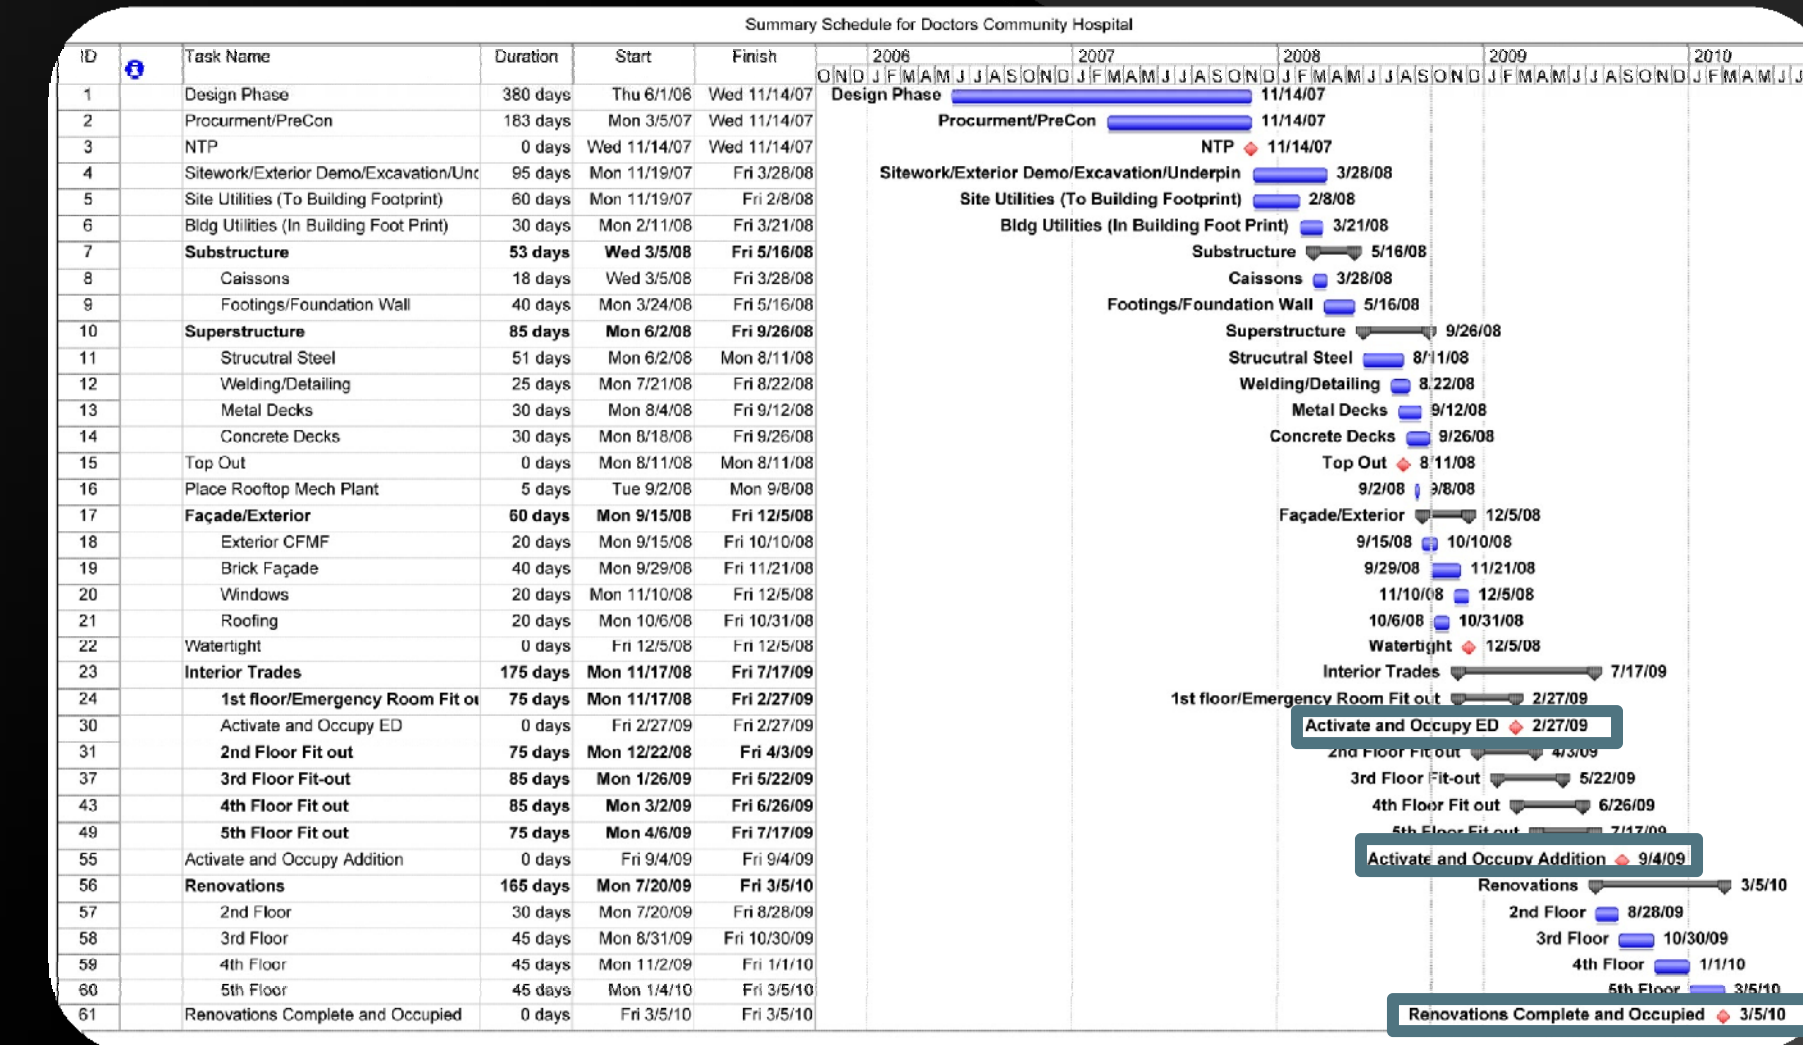 Summary Schedule for Doctors Community Hospital
ID Task Name Duration Start Finish 2006 2007 2008 2009 2010
O N D J F M A M J J A S O N D J F M A M J J A S O N D J F M A M J J A S O N D J F M A M J J A S O N D J F M A M J J
1 Design Phase 380 days Thu 6/1/06 Wed 11/14/07 Design Phase 11/14/07
2 Procurment/PreCon 183 days Mon 3/5/07 Wed 11/14/07 Procurment/PreCon 11/14/07
3 NTP 0 days Wed 11/14/07 Wed 11/14/07 NTP 11/14/07
4 Sitework/Exterior Demo/Excavation/Und 95 days Mon 11/19/07 Fri 3/28/08 Sitework/Exterior Demo/Excavation/Underpin 3/28/08
5 Site Utilities (To Building Footprint) 60 days Mon 11/19/07 Fri 2/8/08 Site Utilities (To Building Footprint) 2/8/08
6 Bldg Utilities (In Building Foot Print) 30 days Mon 2/11/08 Fri 3/21/08 Bldg Utilities (In Building Foot Print) 3/21/08
7 Substructure 53 days Wed 3/5/08 Fri 5/16/08 Substructure 5/16/08
8 Caissons 18 days Wed 3/5/08 Fri 3/28/08 Caissons 3/28/08
9 Footings/Foundation Wall 40 days Mon 3/24/08 Fri 5/16/08 Footings/Foundation Wall 5/16/08
10 Superstructure 85 days Mon 6/2/08 Fri 9/26/08 Superstructure 9/26/08
11 Strucutral Steel 51 days Mon 6/2/08 Mon 8/11/08 Strucutral Steel 8/11/08
12 Welding/Detailing 25 days Mon 7/21/08 Fri 8/22/08 Welding/Detailing 8/22/08
13 Metal Decks 30 days Mon 8/4/08 Fri 9/12/08 Metal Decks 9/12/08
14 Concrete Decks 30 days Mon 8/18/08 Fri 9/26/08 Concrete Decks 9/26/08
15 Top Out 0 days Mon 8/11/08 Mon 8/11/08 Top Out 8/11/08
16 Place Rooftop Mech Plant 5 days Tue 9/2/08 Mon 9/8/08 9/2/08 9/8/08
17 Façade/Exterior 60 days Mon 9/15/08 Fri 12/5/08 Façade/Exterior 12/5/08
18 Exterior CFMF 20 days Mon 9/15/08 Fri 10/10/08 9/15/08 10/10/08
19 Brick Façade 40 days Mon 9/29/08 Fri 11/21/08 9/29/08 11/21/08
20 Windows 20 days Mon 11/10/08 Fri 12/5/08 11/10/08 12/5/08
21 Roofing 20 days Mon 10/6/08 Fri 10/31/08 10/6/08 10/31/08
22 Watertight 0 days Fri 12/5/08 Fri 12/5/08 Watertight 12/5/08
23 Interior Trades 175 days Mon 11/17/08 Fri 7/17/09 Interior Trades 7/17/09
24 1st floor/Emergency Room Fit ou 75 days Mon 11/17/08 Fri 2/27/09 1st floor/Emergency Room Fit out 2/27/09
30 Activate and Occupy ED 0 days Fri 2/27/09 Fri 2/27/09 Activate and Occupy ED 2/27/09
31 2nd Floor Fit out 75 days Mon 12/22/08 Fri 4/3/09 2nd Floor Fit out 4/3/09
37 3rd Floor Fit-out 85 days Mon 1/26/09 Fri 5/22/09 3rd Floor Fit-out 5/22/09
43 4th Floor Fit out 85 days Mon 3/2/09 Fri 6/26/09 4th Floor Fit out 6/26/09
49 5th Floor Fit out 75 days Mon 4/6/09 Fri 7/17/09 5th Floor Fit out 7/17/09
55 Activate and Occupy Addition 0 days Fri 9/4/09 Fri 9/4/09 Activate and Occupy Addition 9/4/09
56 Renovations 165 days Mon 7/20/09 Fri 3/5/10 Renovations 3/5/10
57 2nd Floor 30 days Mon 7/20/09 Fri 8/28/09 2nd Floor 8/28/09
58 3rd Floor 45 days Mon 8/31/09 Fri 10/30/09 3rd Floor 10/30/09
59 4th Floor 45 days Mon 11/2/09 Fri 1/1/10 4th Floor 1/1/10
60 5th Floor 45 days Mon 1/4/10 Fri 3/5/10 5th Floor 3/5/10
61 Renovations Complete and Occupied 0 days Fri 3/5/10 Fri 3/5/10 Renovations Complete and Occupied 3/5/10